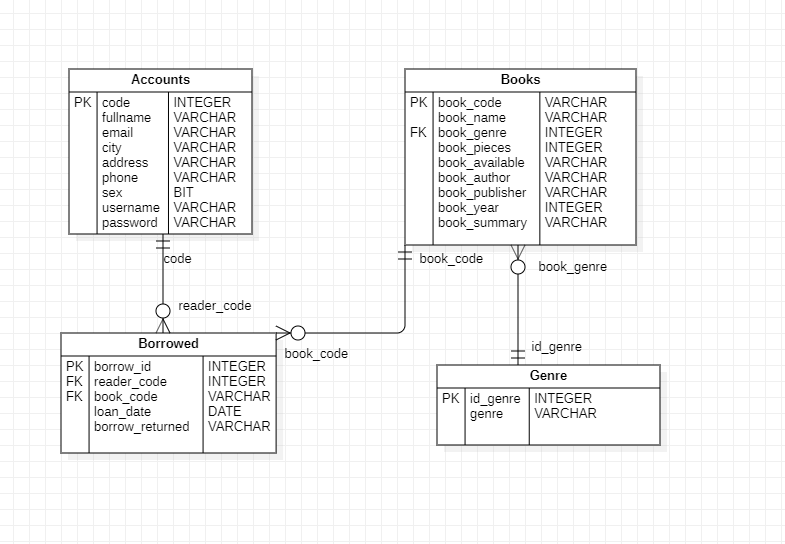 Accounts
PK code INTEGER
fullname VARCHAR
email VARCHAR
city VARCHAR
address VARCHAR
phone VARCHAR
sex BIT
username VARCHAR
password VARCHAR
Books
PK book_code VARCHAR
book_name VARCHAR
FK book_genre INTEGER
book_pieces INTEGER
book_available VARCHAR
book_author VARCHAR
book_publisher VARCHAR
book_year INTEGER
book_summary VARCHAR
code
reader_code
book_code
book_code
book_genre
id_genre
Borrowed
PK borrow_id INTEGER
FK reader_code INTEGER
FK book_code VARCHAR
loan_date DATE
borrow_returned VARCHAR
Genre
PK id_genre INTEGER
genre VARCHAR